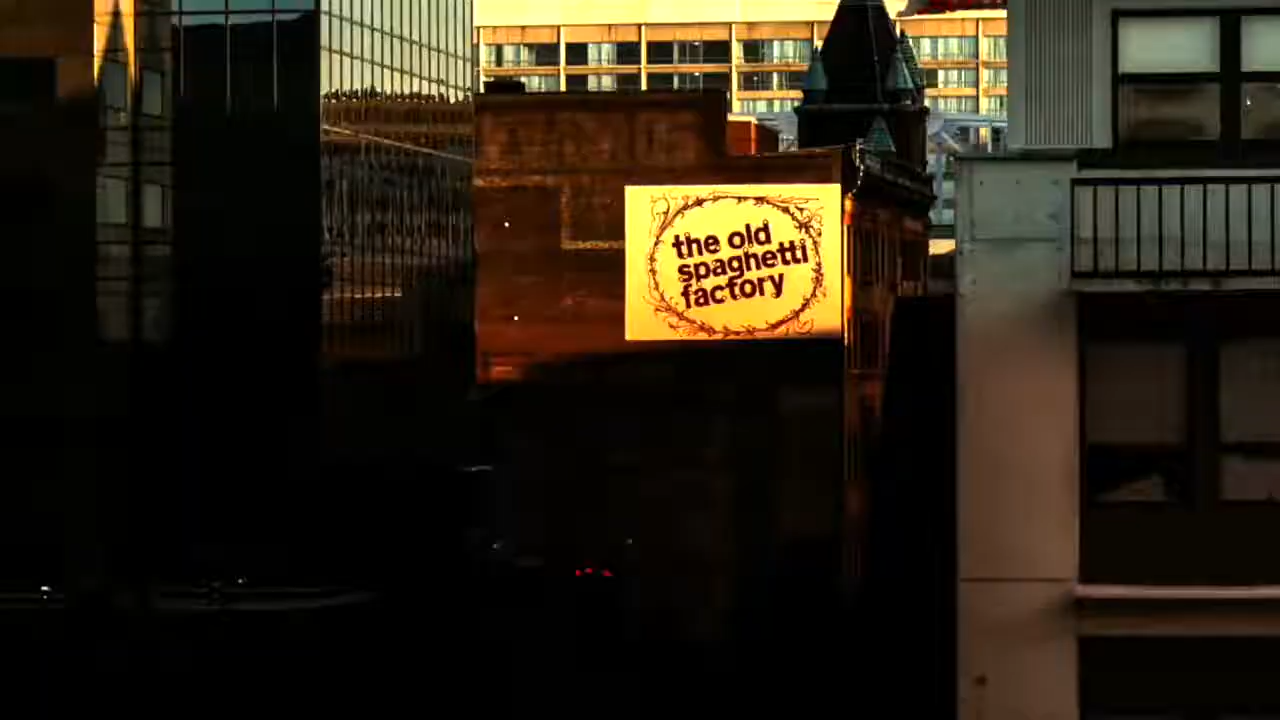 the old
spaghetti
factory